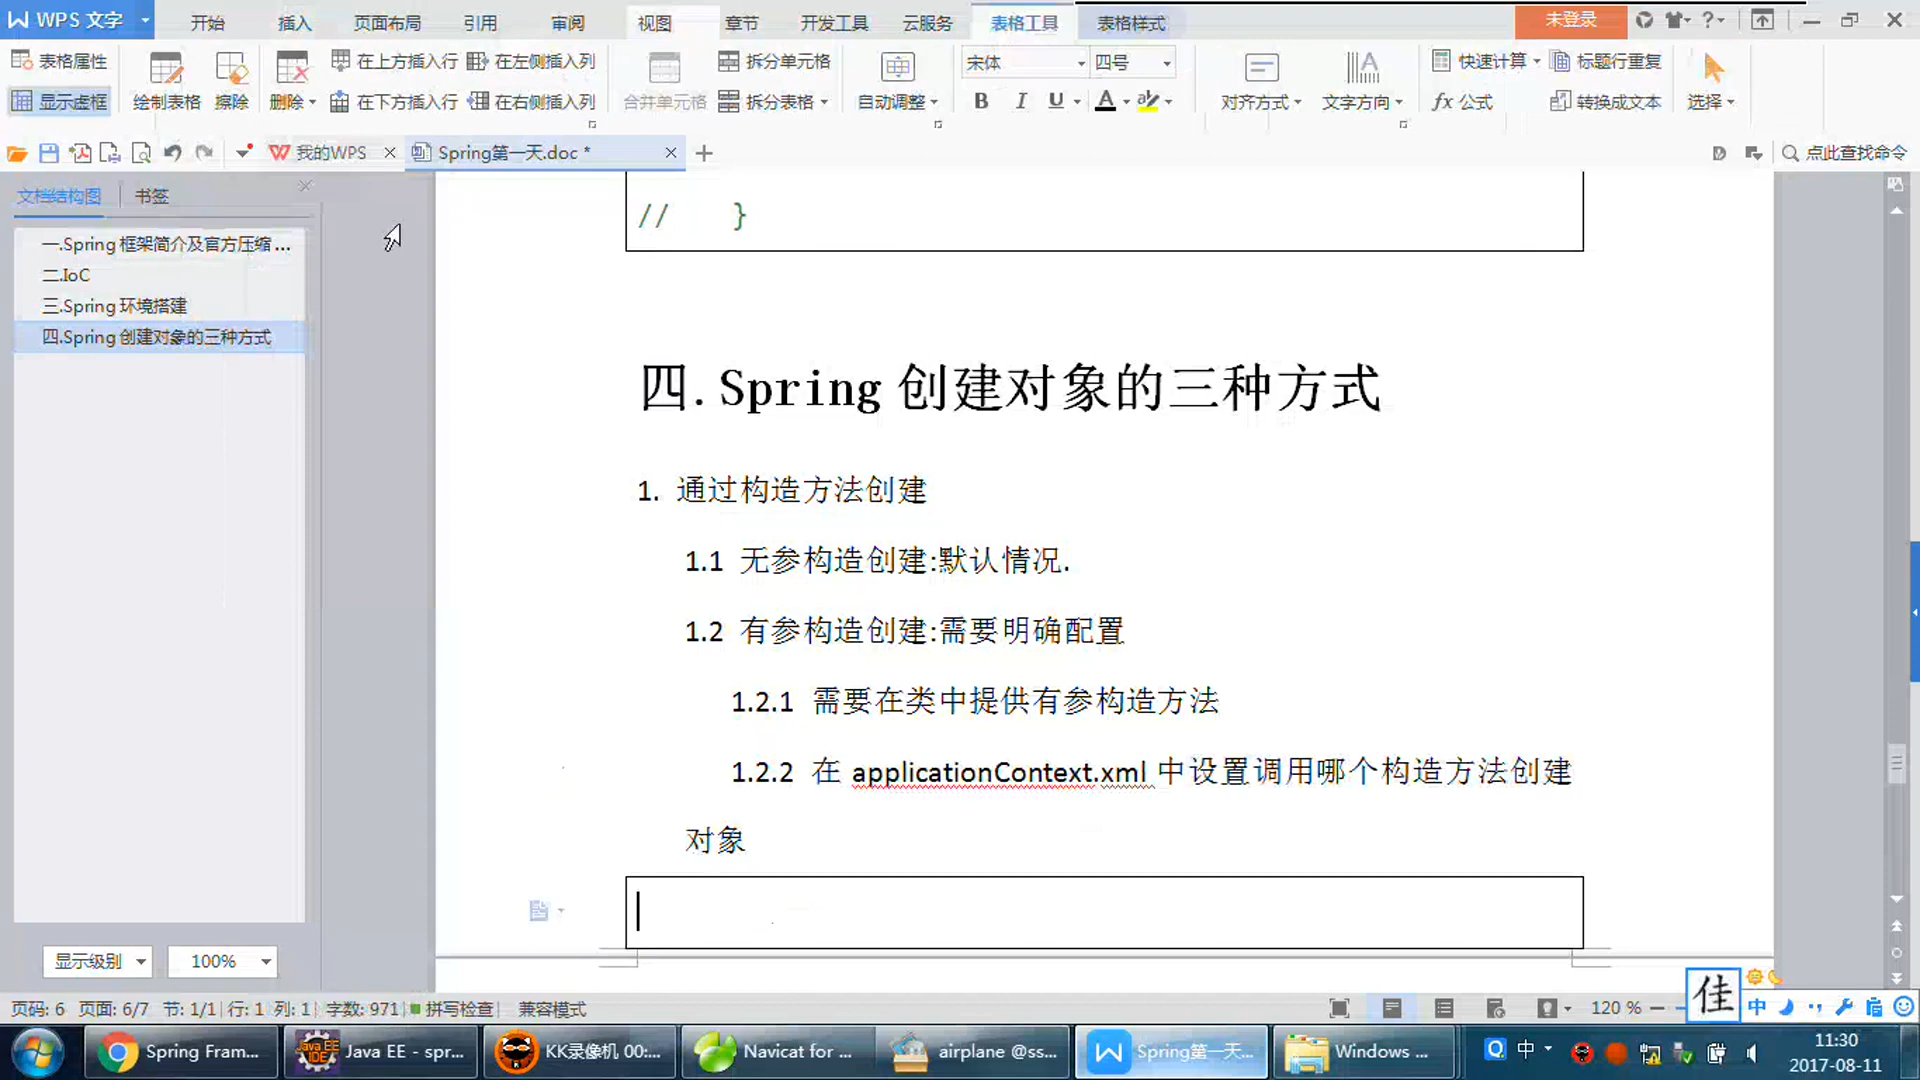 WPS 文字
开始
插入
页面布局
引用
审阅
视图
章节
开发工具
云服务
表格工具
表格样式
未登录
表格属性
显示虚框
绘制表格
擦除
删除
在上方插入行
在左侧插入列
在下方插入行
在右侧插入列
合并单元格
拆分单元格
拆分表格
自动调整
宋体
四号
B I U A ab
对齐方式
文字方向
快速计算
fx 公式
标题行重复
转换成文本
选择
我的WPS
Spring第一天.doc *
点此查找命令
文档结构图
书签
一.Spring 框架简介及官方压缩 ...
二.IoC
三.Spring 环境搭建
四.Spring 创建对象的三种方式
显示级别
100%
// }
四. Spring 创建对象的三种方式
1. 通过构造方法创建
1.1 无参构造创建:默认情况.
1.2 有参构造创建:需要明确配置
1.2.1 需要在类中提供有参构造方法
1.2.2 在 applicationContext.xml 中设置调用哪个构造方法创建
对象
页码: 6 页面: 6/7 节: 1/1 行: 1 列: 1 字数: 971 拼写检查 兼容模式
120 %
佳
中
Spring Fram...
Java EE - spr...
KK录像机 00:...
Navicat for ...
airplane @ss...
Spring第一天...
Windows ...
中
11:30
2017-08-11